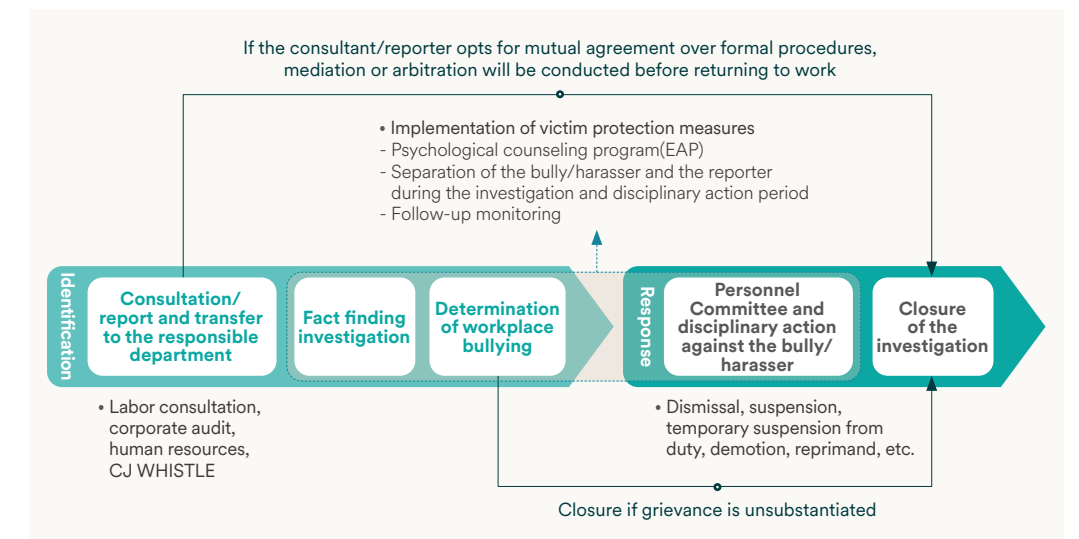 If the consultant/reporter opts for mutual agreement over formal procedures,
mediation or arbitration will be conducted before returning to work
• Implementation of victim protection measures
- Psychological counseling program(EAP)
- Separation of the bully/harasser and the reporter
during the investigation and disciplinary action period
- Follow-up monitoring
Identification
Consultation/
report and transfer
to the responsible
department
Fact finding
investigation
Determination
of workplace
bullying
Response
Personnel
Committee and
disciplinary action
against the bully/
harasser
Closure
of the
investigation
• Labor consultation,
corporate audit,
human resources,
CJ WHISTLE
• Dismissal, suspension,
temporary suspension from
duty, demotion, reprimand, etc.
Closure if grievance is unsubstantiated